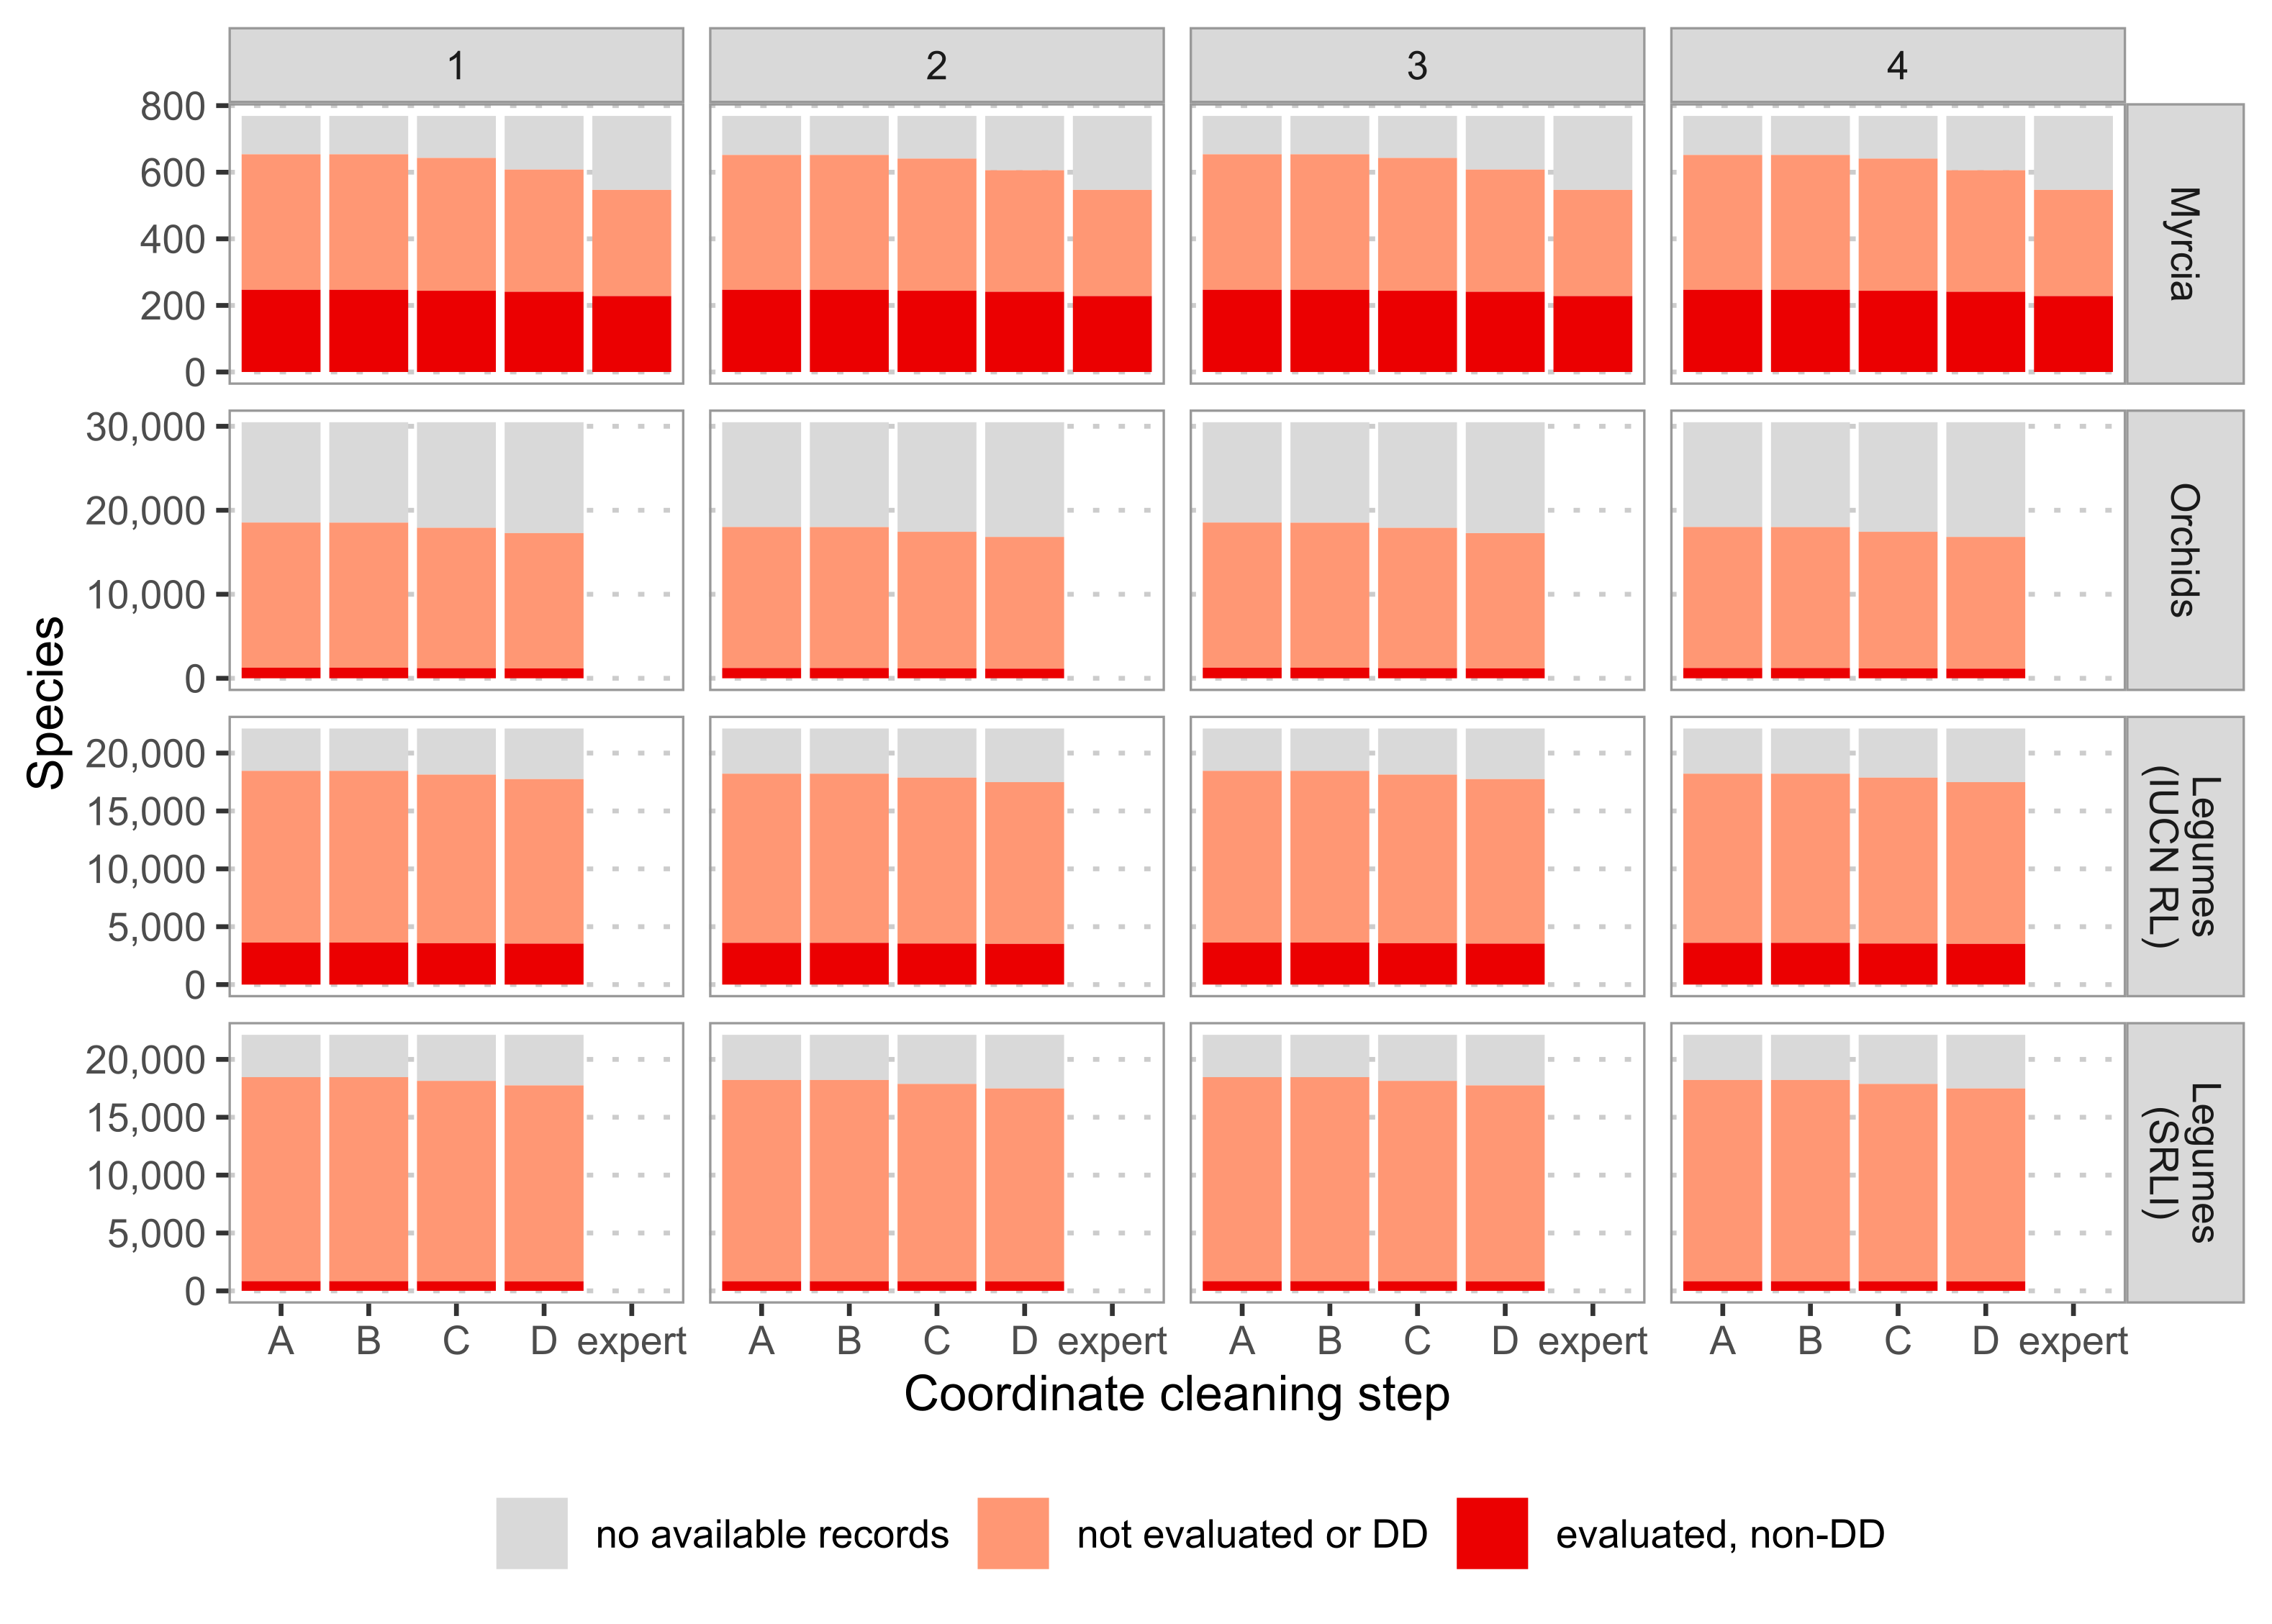 1
2
3
4
800
600
400
200
0
Myrcia
30,000
20,000
10,000
0
Orchids
20,000
15,000
10,000
5,000
0
Legumes
(IUCN RL)
20,000
15,000
10,000
5,000
0
Legumes
(SRLI)
Species
A B C D expert
A B C D expert
A B C D expert
A B C D expert
Coordinate cleaning step
no available records
not evaluated or DD
evaluated, non-DD